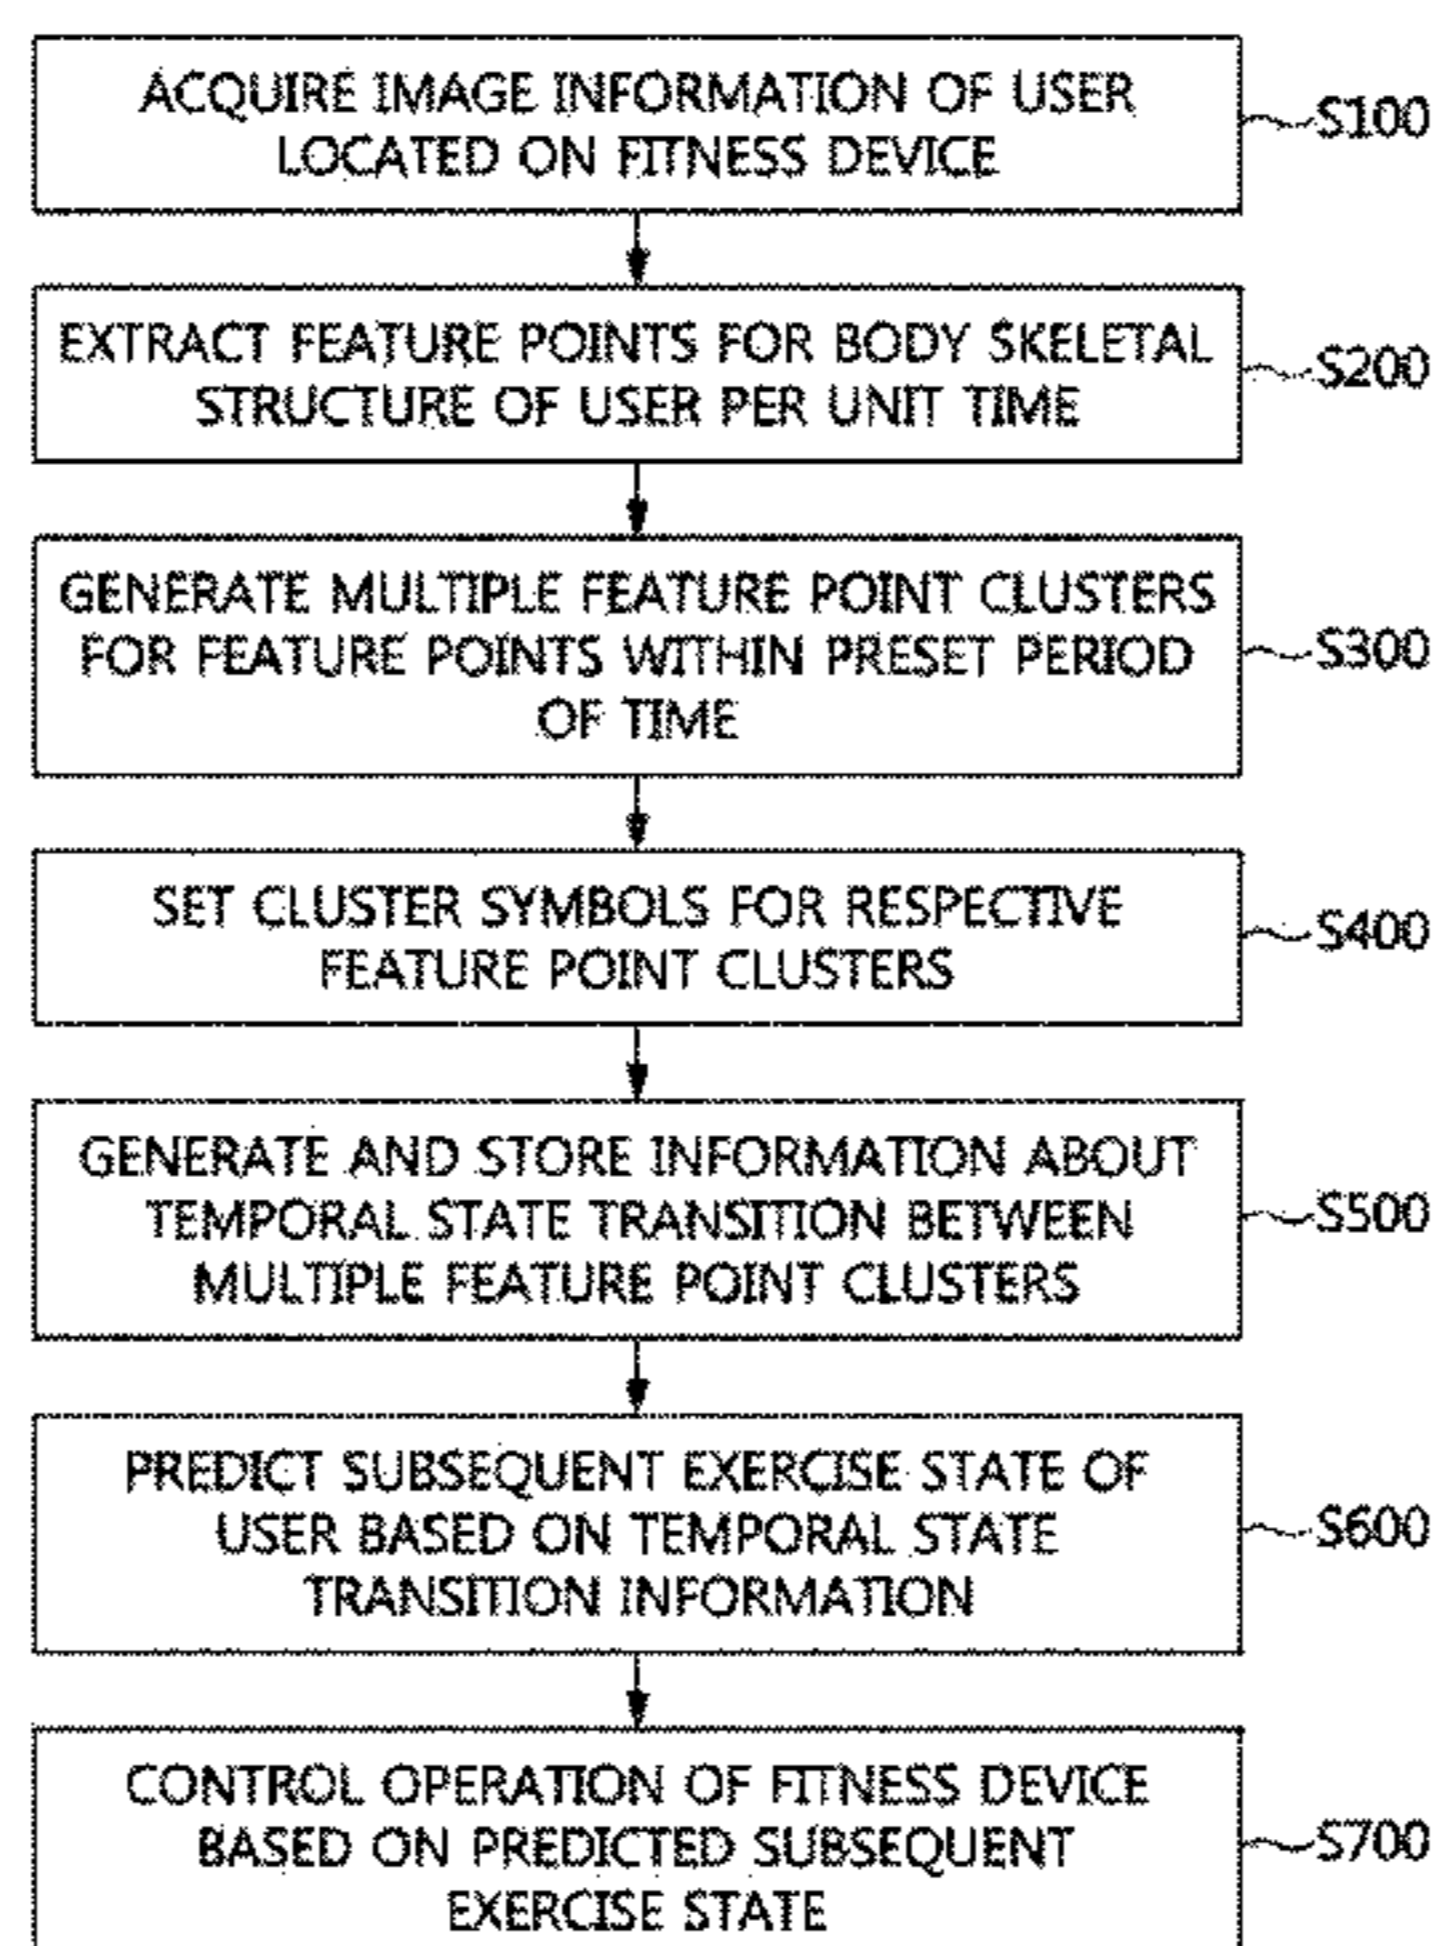 ACQUIRE IMAGE INFORMATION OF USER
LOCATED ON FITNESS DEVICE
S100
EXTRACT FEATURE POINTS FOR BODY SKELETAL
STRUCTURE OF USER PER UNIT TIME
S200
GENERATE MULTIPLE FEATURE POINT CLUSTERS
FOR FEATURE POINTS WITHIN PRESET PERIOD
OF TIME
S300
SET CLUSTER SYMBOLS FOR RESPECTIVE
FEATURE POINT CLUSTERS
S400
GENERATE AND STORE INFORMATION ABOUT
TEMPORAL STATE TRANSITION BETWEEN
MULTIPLE FEATURE POINT CLUSTERS
S500
PREDICT SUBSEQUENT EXERCISE STATE OF
USER BASED ON TEMPORAL STATE
TRANSITION INFORMATION
S600
CONTROL OPERATION OF FITNESS DEVICE
BASED ON PREDICTED SUBSEQUENT
EXERCISE STATE
S700